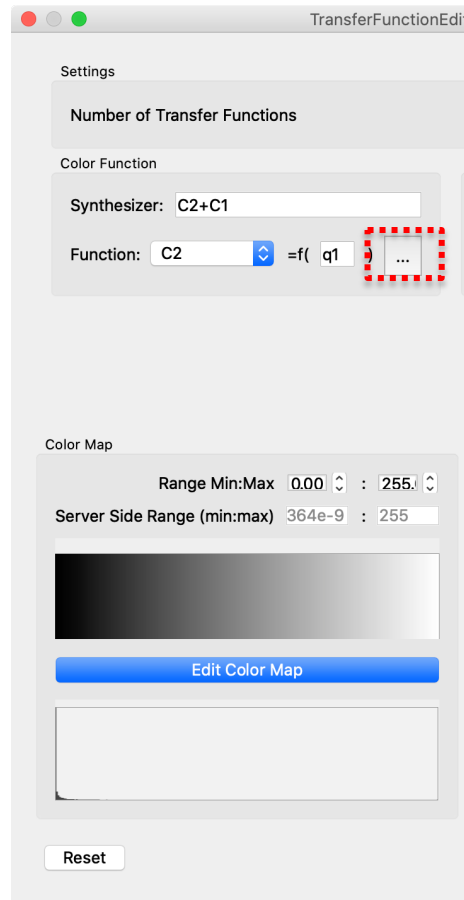 TransferFunctionEdi
Settings
Number of Transfer Functions
Color Function
Synthesizer: C2+C1
Function: C2 =f( q1 ) ...
Color Map
Range Min:Max 0.00 : 255.
Server Side Range (min:max) 364e-9 : 255
Edit Color Map
Reset